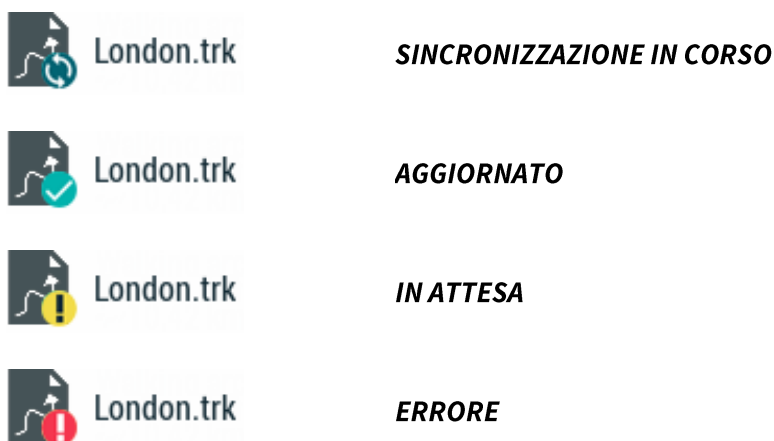 London.trk SINCRONIZZAZIONE IN CORSO
London.trk AGGIORNATO
London.trk IN ATTESA
London.trk ERRORE